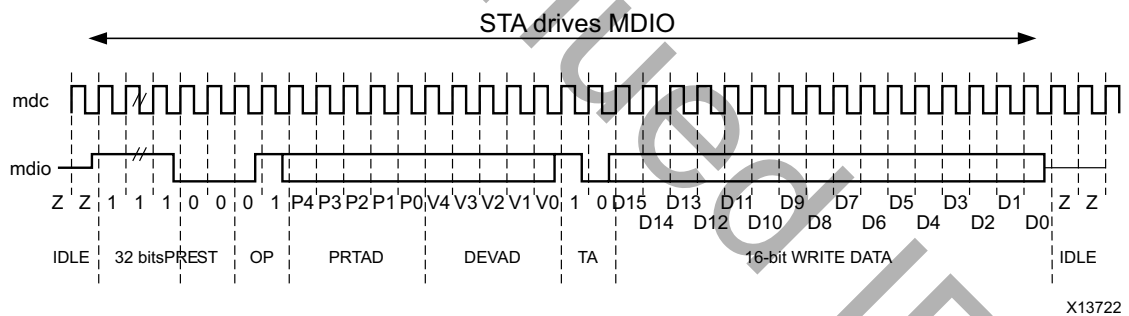 STA drives MDIO
mdc
mdio
Z Z 1 1 1 0 0 0 1 P4 P3 P2 P1 P0 V4 V3 V2 V1 V0 1 0 D15 D13 D11 D9 D7 D5 D3 D1 Z Z
D14 D12 D10 D8 D6 D4 D2 D0
IDLE 32 bitsPREST OP PRTAD DEVAD TA 16-bit WRITE DATA IDLE
X13722